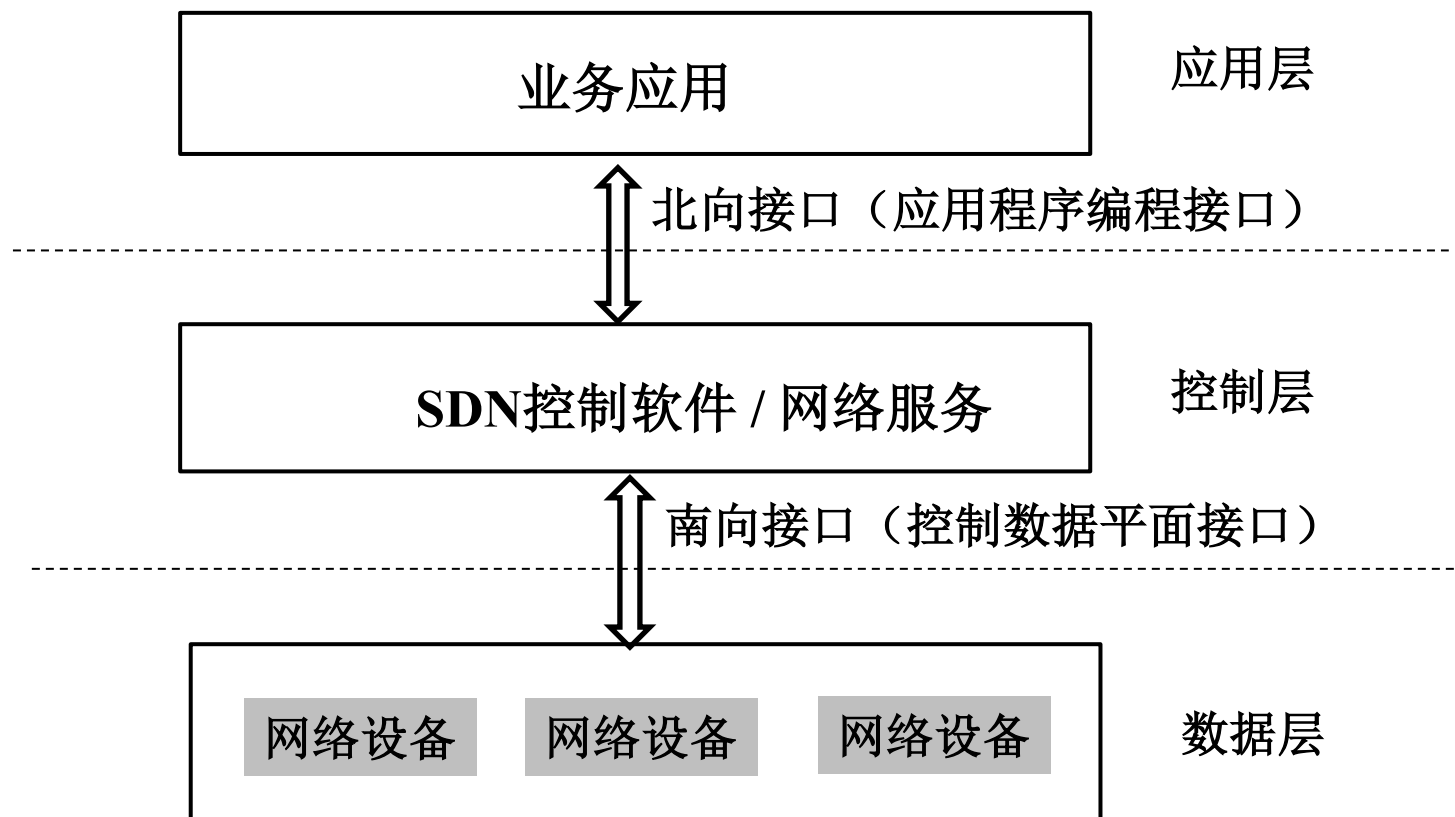 业务应用
应用层
北向接口（应用程序编程接口）
SDN控制软件 / 网络服务
控制层
南向接口（控制数据平面接口）
网络设备
网络设备
网络设备
数据层